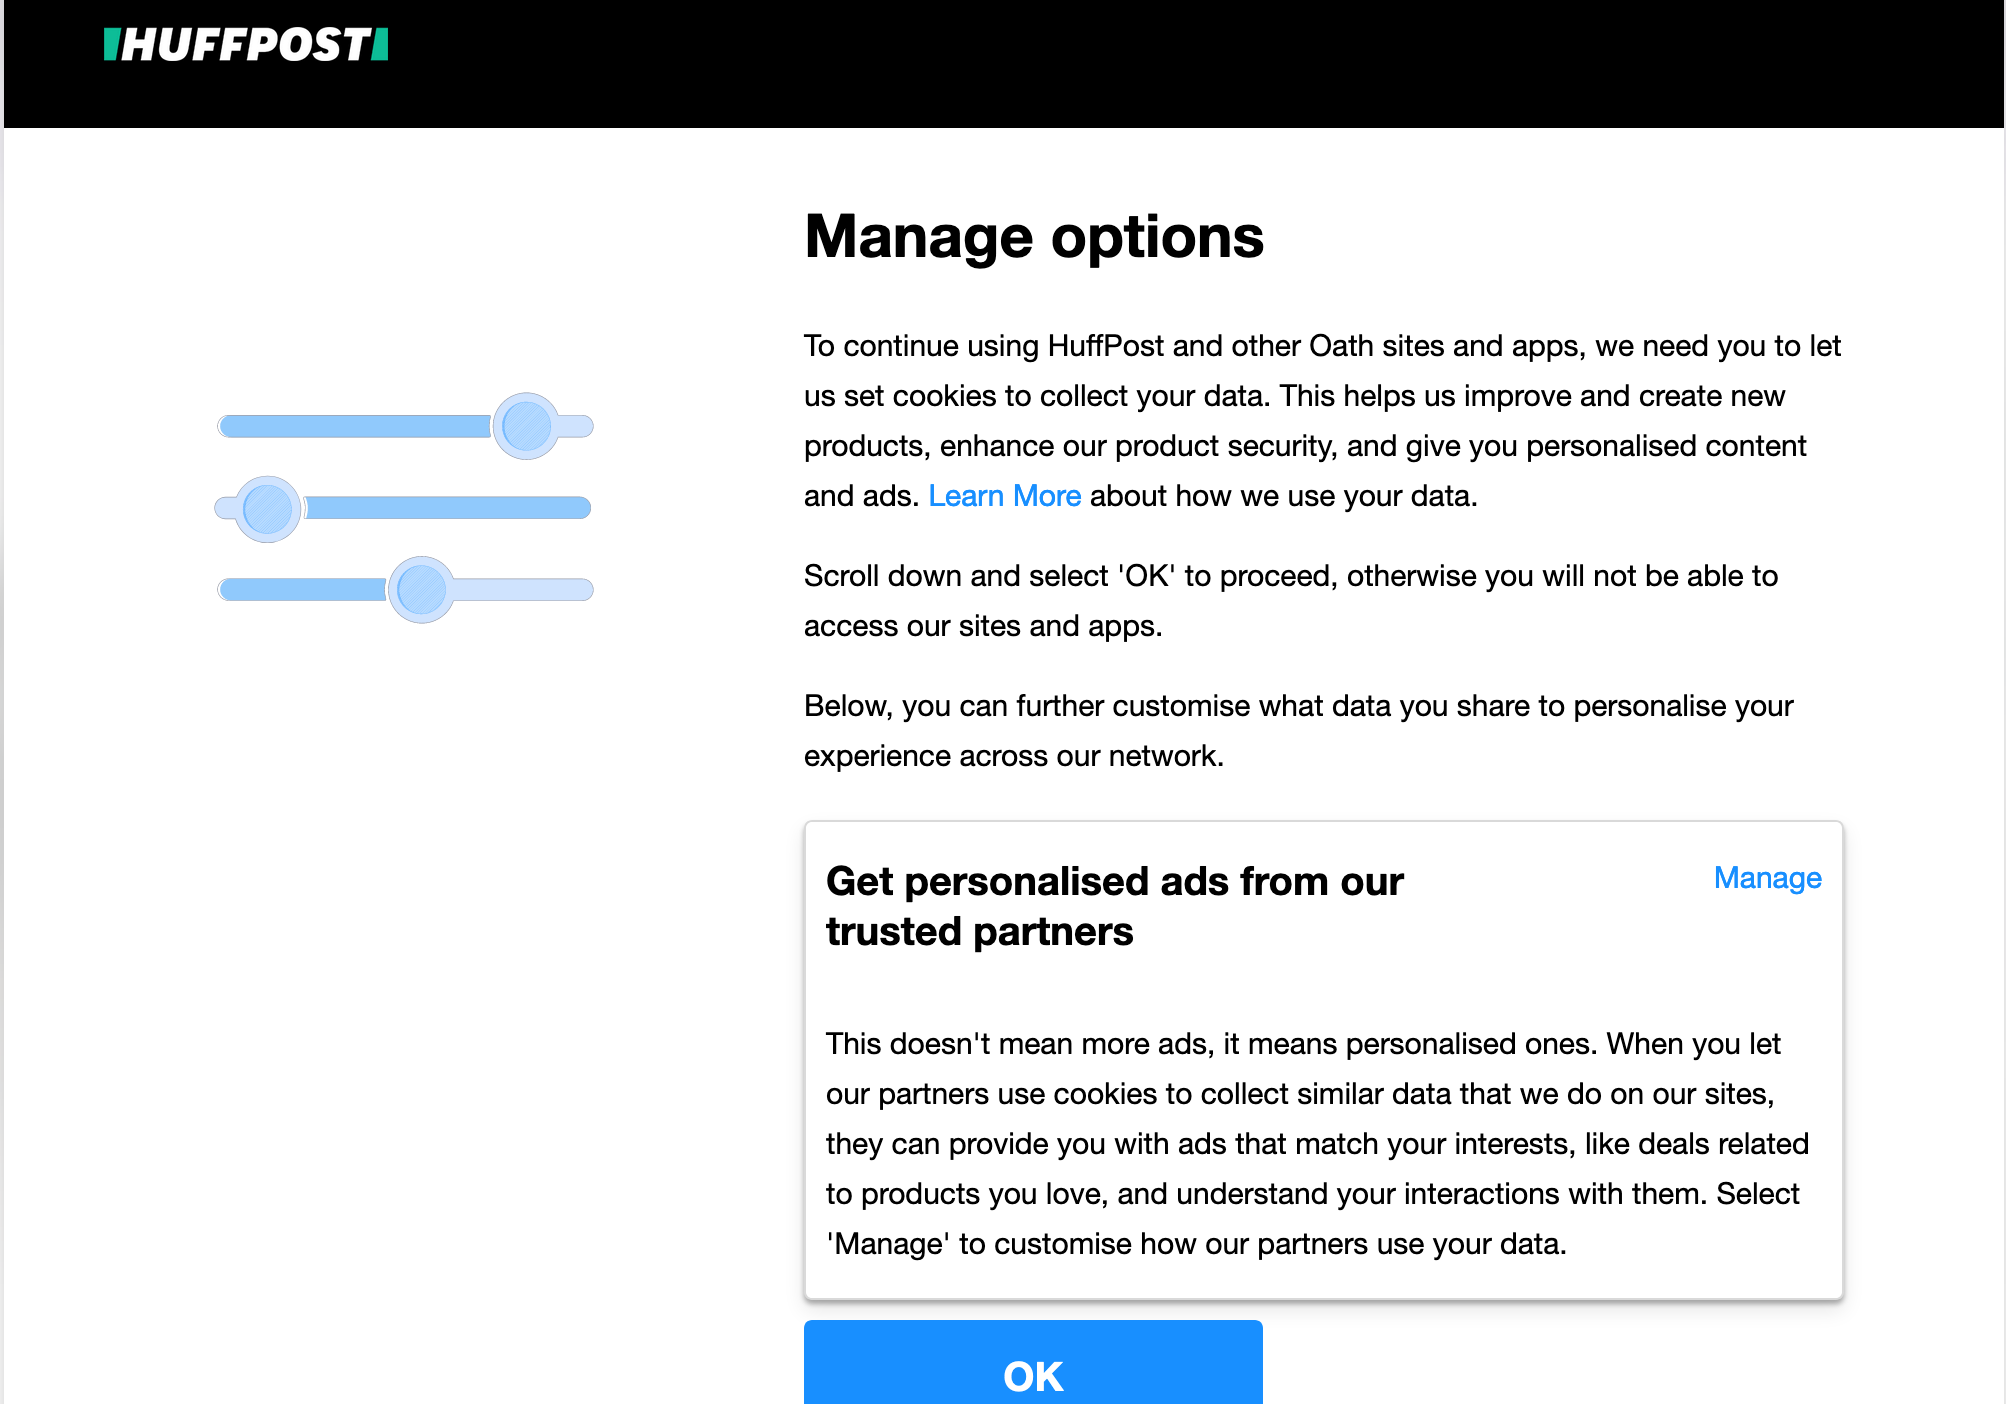 HUFFPOST
Manage options
To continue using HuffPost and other Oath sites and apps, we need you to let
us set cookies to collect your data. This helps us improve and create new
products, enhance our product security, and give you personalised content
and ads. Learn More about how we use your data.
Scroll down and select 'OK' to proceed, otherwise you will not be able to
access our sites and apps.
Below, you can further customise what data you share to personalise your
experience across our network.
Get personalised ads from our
trusted partners
Manage
This doesn't mean more ads, it means personalised ones. When you let
our partners use cookies to collect similar data that we do on our sites,
they can provide you with ads that match your interests, like deals related
to products you love, and understand your interactions with them. Select
'Manage' to customise how our partners use your data.
OK